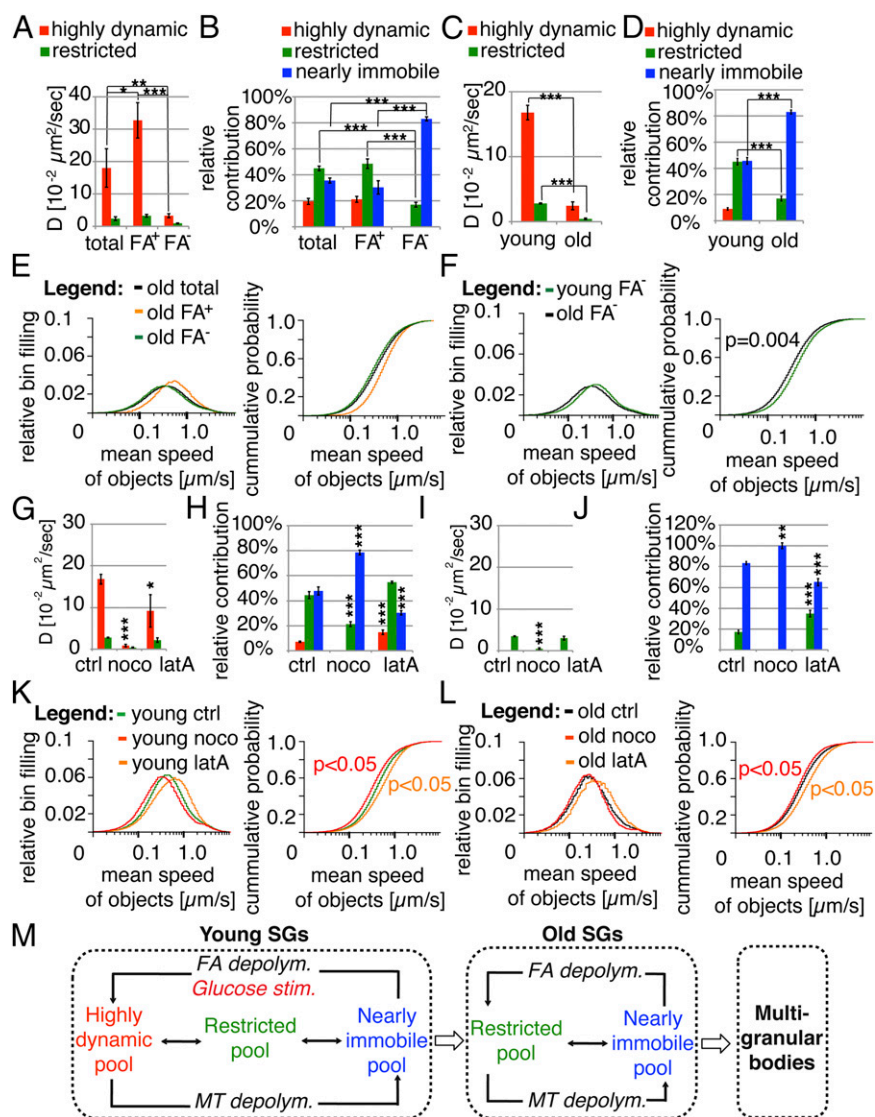 A
highly dynamic
restricted
D [10⁻² µm²/sec]
40
30
20
10
0
**
* ***
total FA⁺ FA⁻
B
highly dynamic
restricted
nearly immobile
relative contribution
100%
80%
60%
40%
20%
0%
***
***
***
***
total FA⁺ FA⁻
C
highly dynamic
restricted
D [10⁻² µm²/sec]
20
15
10
5
0
***
***
young old
D
highly dynamic
restricted
nearly immobile
relative contribution
100%
80%
60%
40%
20%
0%
***
***
young old
E
Legend: old total
old FA⁺
old FA⁻
relative bin filling
0.1
0.06
0.02
0 0.1 1.0
mean speed
of objects [µm/s]
cummulative probability
1.0
0.6
0.2
0 0.1 1.0
mean speed
of objects [µm/s]
F
Legend: young FA⁻
old FA⁻
relative bin filling
0.1
0.06
0.02
0 0.1 1.0
mean speed
of objects [µm/s]
cummulative probability
1.0
0.6
0.2
p=0.004
0 0.1 1.0
mean speed
of objects [µm/s]
G
D [10⁻² µm²/sec]
30
20
10
0
***
*
ctrl noco latA
H
relative contribution
100%
80%
60%
40%
20%
0%
***
***
***
***
ctrl noco latA
I
D [10⁻² µm²/sec]
30
20
10
0
***
ctrl noco latA
J
relative contribution
120%
100%
80%
60%
40%
20%
0%
**
***
***
ctrl noco latA
K
Legend: young ctrl
young noco
young latA
relative bin filling
0.1
0.06
0.02
0 0.1 1.0
mean speed
of objects [µm/s]
cummulative probability
1.0
0.6
0.2
p<0.05
p<0.05
0 0.1 1.0
mean speed
of objects [µm/s]
L
Legend: old ctrl
old noco
old latA
relative bin filling
0.1
0.06
0.02
0 0.1 1.0
mean speed
of objects [µm/s]
cummulative probability
1.0
0.6
0.2
p<0.05
p<0.05
0 0.1 1.0
mean speed
of objects [µm/s]
M
Young SGs
FA depolym.
Glucose stim.
Highly
dynamic
pool
Restricted
pool
Nearly
immobile
pool
MT depolym.
Old SGs
FA depolym.
Restricted
pool
Nearly
immobile
pool
MT depolym.
Multi-
granular
bodies